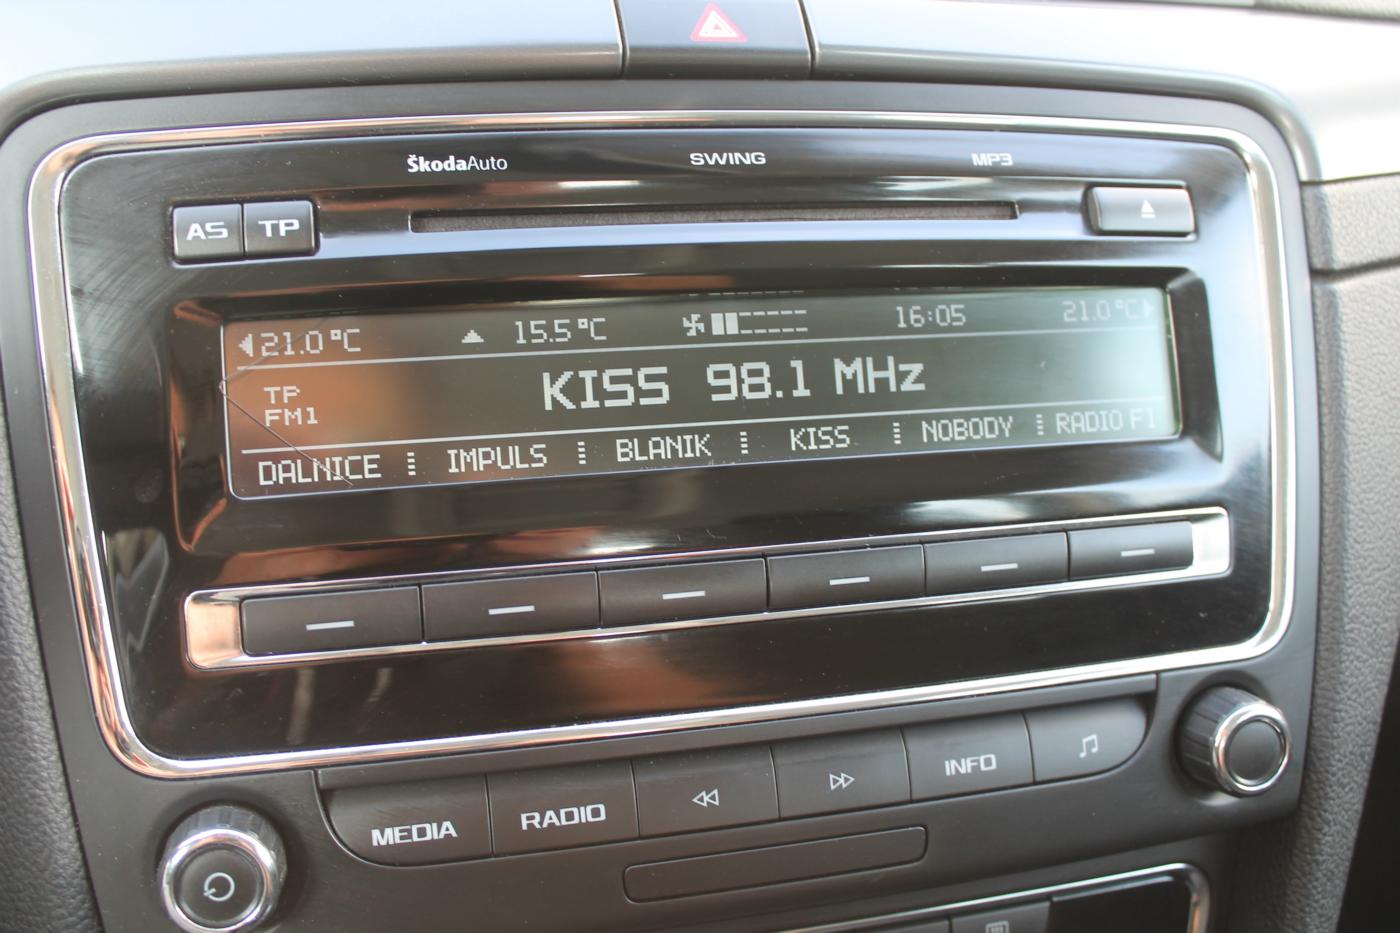 ŠkodaAuto SWING MP3
AS TP
21.0°C 15.5°C 16:05 21.0°C
TP
FM1
KISS 98.1 MHz
DALNICE IMPULS BLANIK KISS NOBODY RADIO F1
MEDIA RADIO INFO